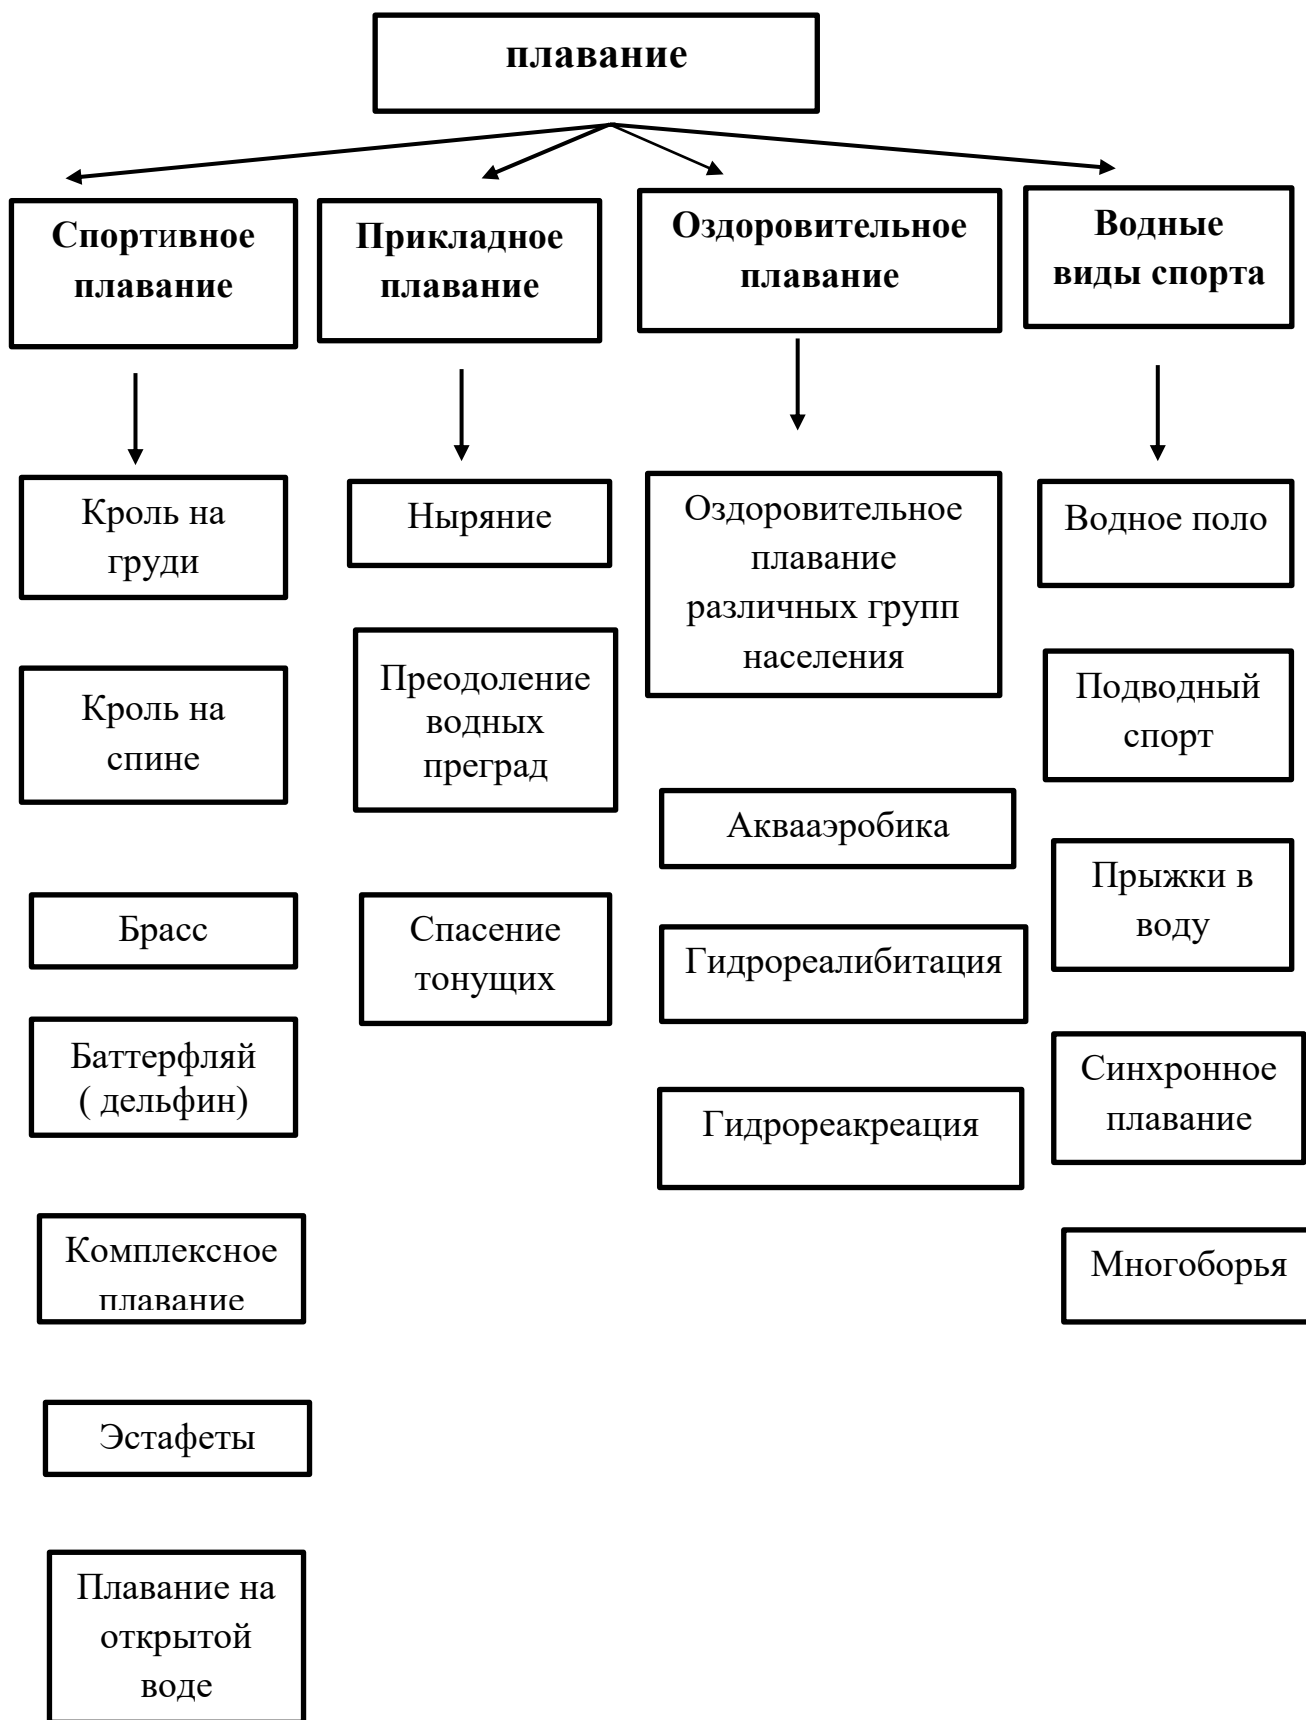 плавание
Спортивное
плавание
Прикладное
плавание
Оздоровительное
плавание
Водные
виды спорта
Кроль на
груди
Кроль на
спине
Брасс
Баттерфляй
( дельфин)
Комплексное
плавание
Эстафеты
Плавание на
открытой
воде
Ныряние
Преодоление
водных
преград
Спасение
тонущих
Оздоровительное
плавание
различных групп
населения
Аквааэробика
Гидрореалибитация
Гидрореакреация
Водное поло
Подводный
спорт
Прыжки в
воду
Синхронное
плавание
Многоборья